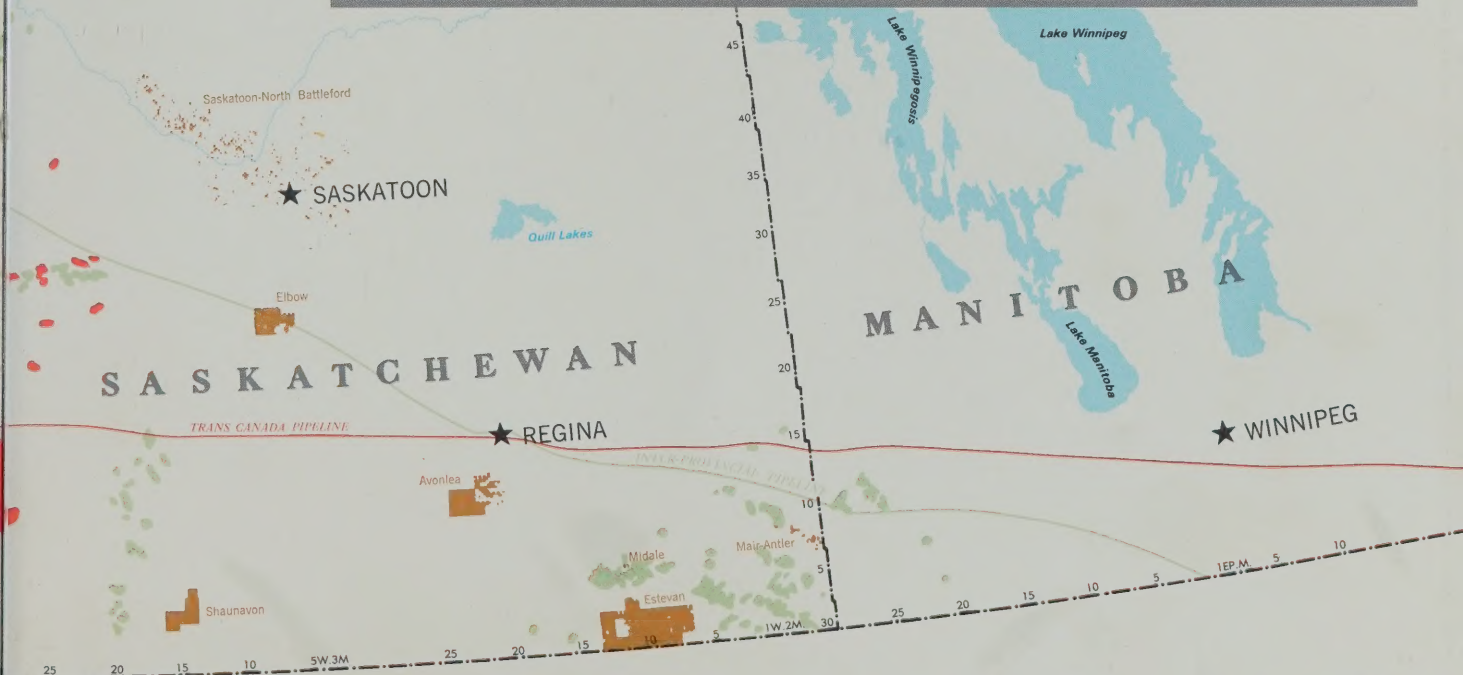 45
Lake Winnipegosis
Lake Winnipeg
Saskatoon-North Battleford
40
35
SASKATOON
Quill Lakes
30
MANITOBA
25
Elbow
Lake Manitoba
SASKATCHEWAN
20
TRANS CANADA PIPELINE
REGINA
15
WINNIPEG
INTER-PROVINCIAL PIPELINE
Avonlea
10
Mair-Antler
Midale
5
Estevan
Shaunavon
25 20 15 10 5W.3M 25 20 15 10 5 1W.2M. 30 25 20 15 10 5 1EP.M. 5 10